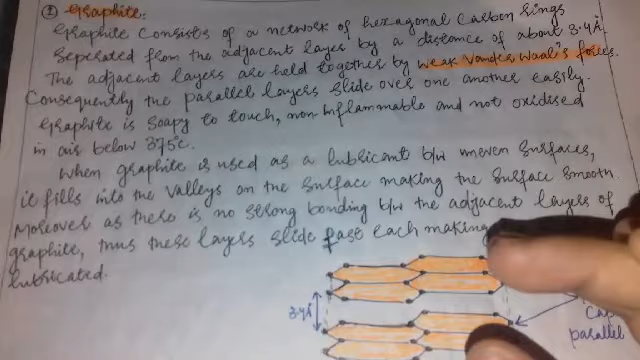 ② Graphite:
Graphite consists of a network of hexagonal carbon rings
seperated from the adjacent layer by a distance of about 3.4Å.
The adjacent layers are held together by weak Vander Waal's forces.
Consequently the parallel layers slide over one another easily.
Graphite is soapy to touch, non inflammable and not oxidised
in air below 375°C.
When graphite is used as a lubricant b/w uneven surfaces,
it fills into the valleys on the surface making the surface smooth
Moreover as there is no strong bonding b/w the adjacent layers of
graphite, thus these layers slide past each making
lubricated.
3.4Å
parallel